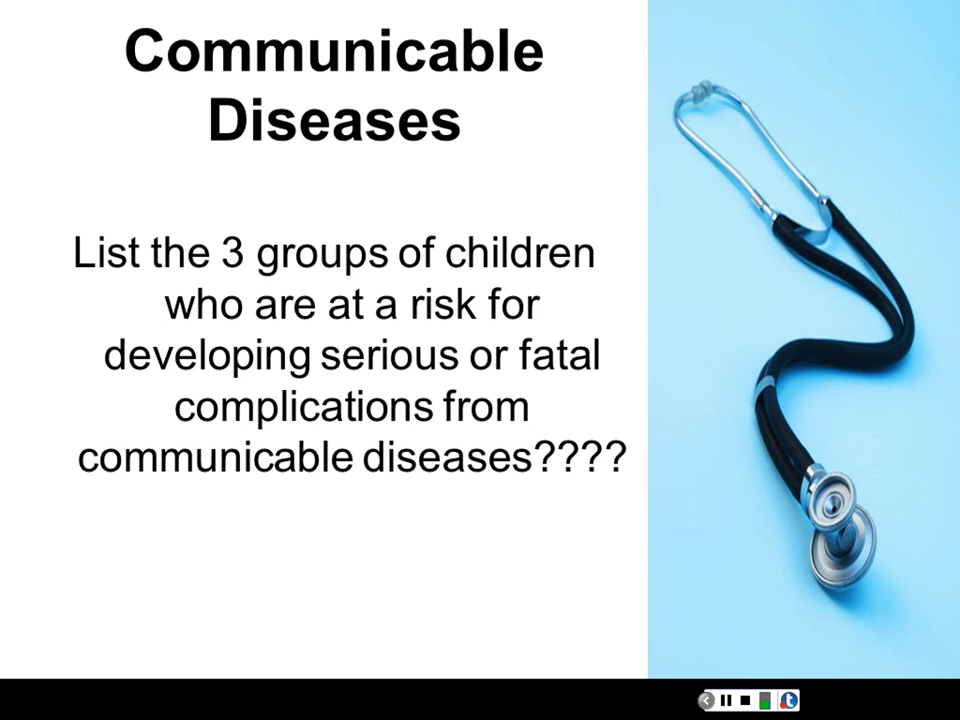 Communicable
Diseases
List the 3 groups of children
who are at a risk for
developing serious or fatal
complications from
communicable diseases????